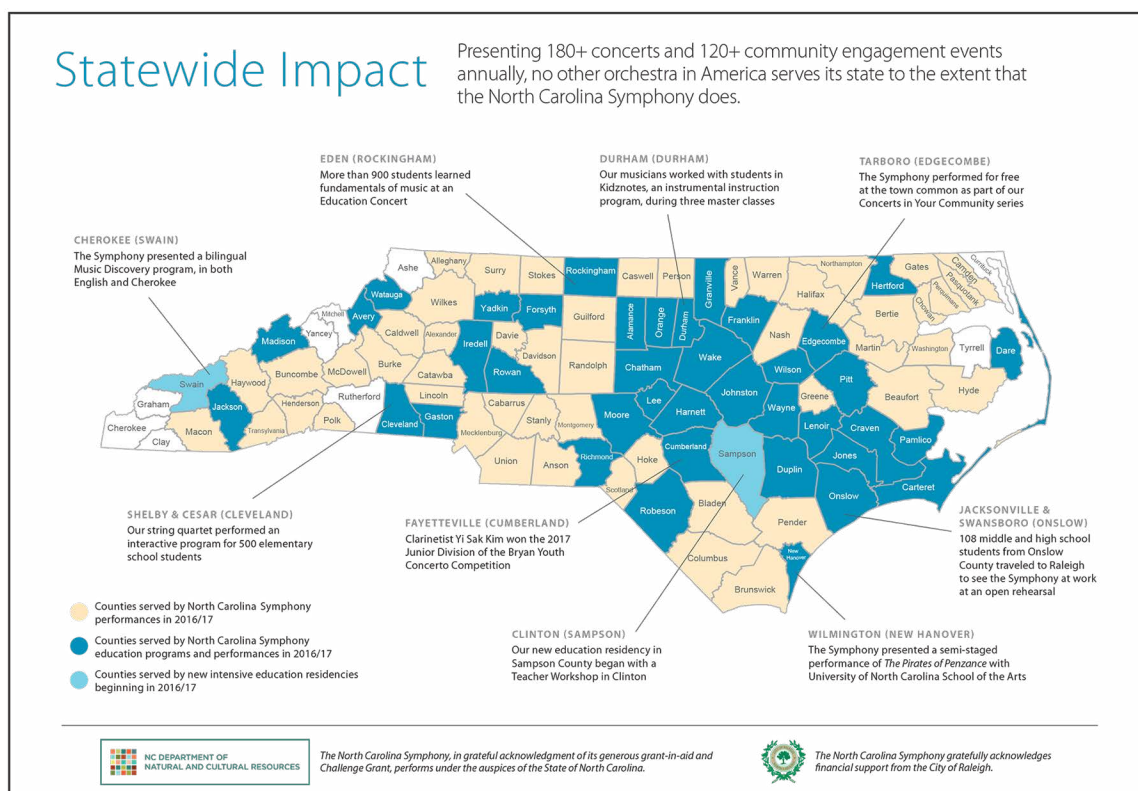 Statewide Impact
Presenting 180+ concerts and 120+ community engagement events
annually, no other orchestra in America serves its state to the extent that
the North Carolina Symphony does.
EDEN (ROCKINGHAM)
More than 900 students learned
fundamentals of music at an
Education Concert
DURHAM (DURHAM)
Our musicians worked with students in
Kidznotes, an instrumental instruction
program, during three master classes
TARBORO (EDGECOMBE)
The Symphony performed for free
at the town common as part of our
Concerts in Your Community series
CHEROKEE (SWAIN)
The Symphony presented a bilingual
Music Discovery program, in both
English and Cherokee
Ashe
Alleghany
Surry
Stokes
Rockingham
Caswell
Person
Granville
Vance
Warren
Northampton
Hertford
Gates
Camden
Currituck
Pasquotank
Perquimans
Chowan
Watauga
Wilkes
Yadkin
Forsyth
Guilford
Alamance
Orange
Durham
Franklin
Halifax
Bertie
Mitchell
Avery
Madison
Yancey
Caldwell
Alexander
Iredell
Davie
Davidson
Randolph
Chatham
Wake
Nash
Edgecombe
Martin
Washington
Tyrrell
Dare
Swain
Haywood
Buncombe
McDowell
Burke
Catawba
Rowan
Wilson
Pitt
Hyde
Graham
Jackson
Henderson
Rutherford
Lincoln
Cabarrus
Moore
Lee
Harnett
Johnston
Wayne
Greene
Beaufort
Cherokee
Clay
Macon
Transylvania
Polk
Cleveland
Gaston
Mecklenburg
Stanly
Montgomery
Lenoir
Craven
Pamlico
Union
Anson
Richmond
Hoke
Cumberland
Sampson
Duplin
Jones
Carteret
Scotland
Robeson
Bladen
Onslow
Pender
Columbus
New
Hanover
Brunswick
SHELBY & CESAR (CLEVELAND)
Our string quartet performed an
interactive program for 500 elementary
school students
FAYETTEVILLE (CUMBERLAND)
Clarinetist Yi Sak Kim won the 2017
Junior Division of the Bryan Youth
Concerto Competition
JACKSONVILLE &
SWANSBORO (ONSLOW)
108 middle and high school
students from Onslow
County traveled to Raleigh
to see the Symphony at work
at an open rehearsal
Counties served by North Carolina Symphony
performances in 2016/17
Counties served by North Carolina Symphony
education programs and performances in 2016/17
Counties served by new intensive education residencies
beginning in 2016/17
CLINTON (SAMPSON)
Our new education residency in
Sampson County began with a
Teacher Workshop in Clinton
WILMINGTON (NEW HANOVER)
The Symphony presented a semi-staged
performance of The Pirates of Penzance with
University of North Carolina School of the Arts
NC DEPARTMENT OF
NATURAL AND CULTURAL RESOURCES
The North Carolina Symphony, in grateful acknowledgment of its generous grant-in-aid and
Challenge Grant, performs under the auspices of the State of North Carolina.
The North Carolina Symphony gratefully acknowledges
financial support from the City of Raleigh.